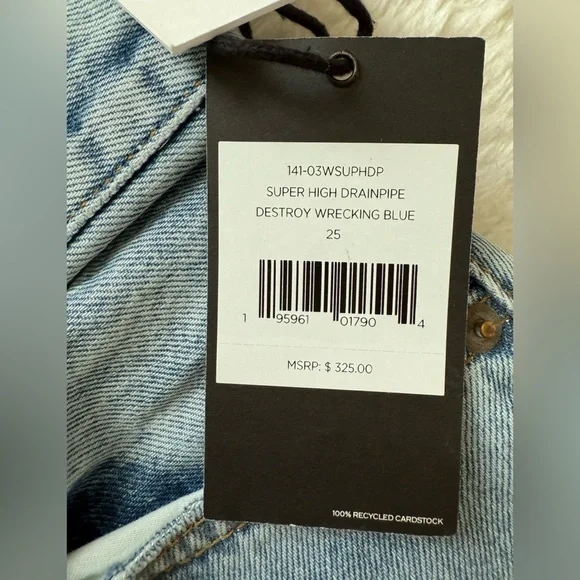 141-03WSUPHDP
SUPER HIGH DRAINPIPE
DESTROY WRECKING BLUE
25
1 95961 01790 4
MSRP: $ 325.00
100% RECYCLED CARDSTOCK